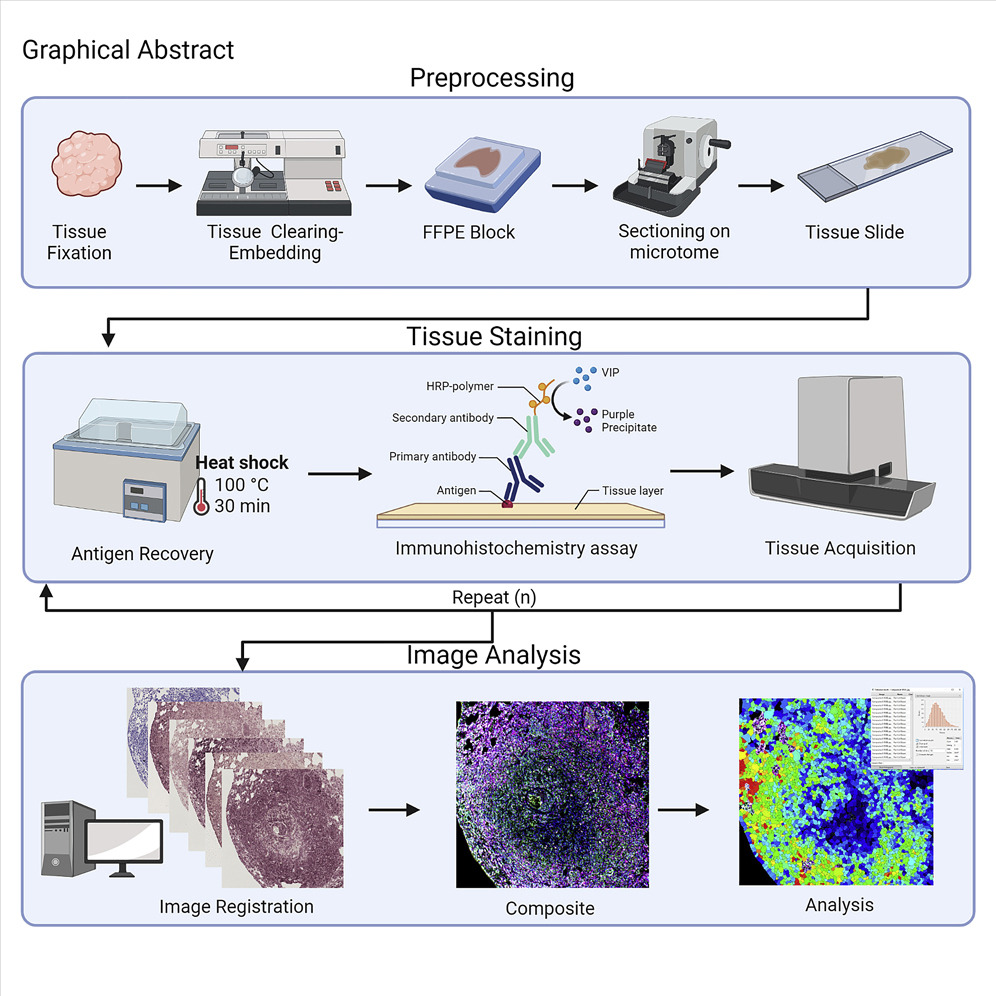 Graphical Abstract
Preprocessing
Tissue
Fixation
Tissue Clearing-
Embedding
FFPE Block
Sectioning on
microtome
Tissue Slide
Tissue Staining
Heat shock
100 °C
30 min
Antigen Recovery
HRP-polymer
VIP
Secondary antibody
Purple
Precipitate
Primary antibody
Antigen
Tissue layer
Immunohistochemistry assay
Tissue Acquisition
Repeat (n)
Image Analysis
Image Registration
Composite
Analysis